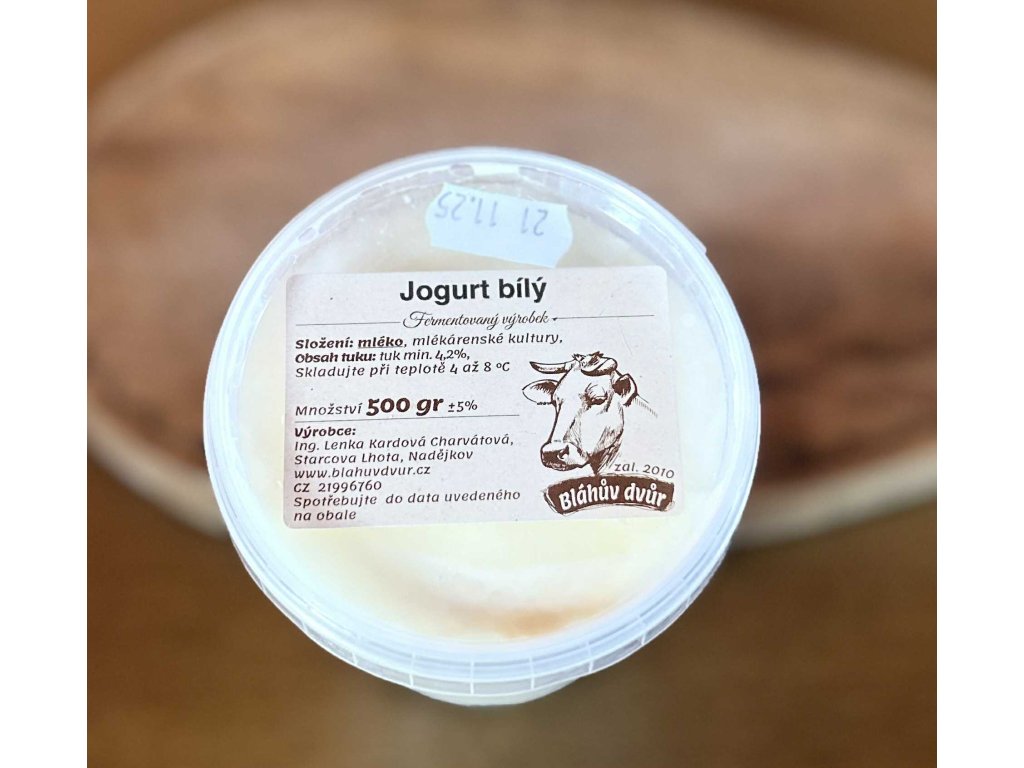 21 11.25
Jogurt bílý
Fermentovaný výrobek
Složení: mléko, mlékárenské kultury,
Obsah tuku: tuk min. 4,2%,
Skladujte při teplotě 4 až 8 ºC
Množství 500 gr ±5%
Výrobce:
Ing. Lenka Kardová Charvátová,
Starcova Lhota, Nadějkov
www.blahuvdvur.cz
CZ 21996760
Spotřebujte do data uvedeného
na obale
zal. 2010
Bláhův dvůr